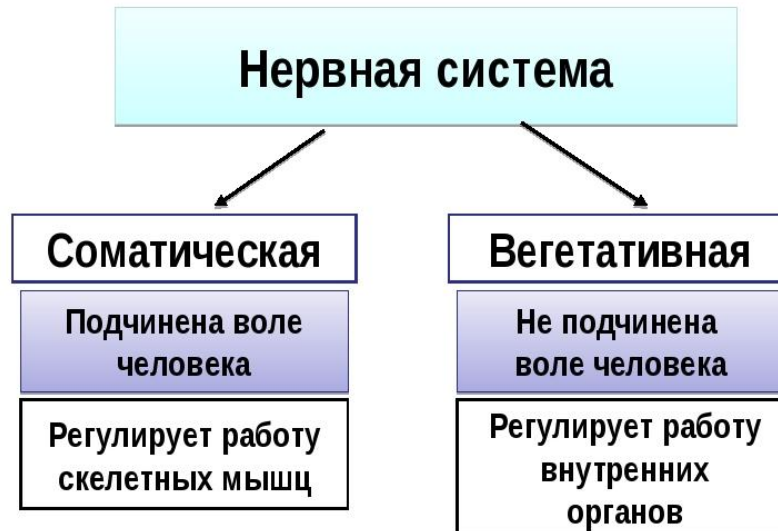 Нервная система
Соматическая
Подчинена воле
человека
Регулирует работу
скелетных мышц
Вегетативная
Не подчинена
воле человека
Регулирует работу
внутренних
органов